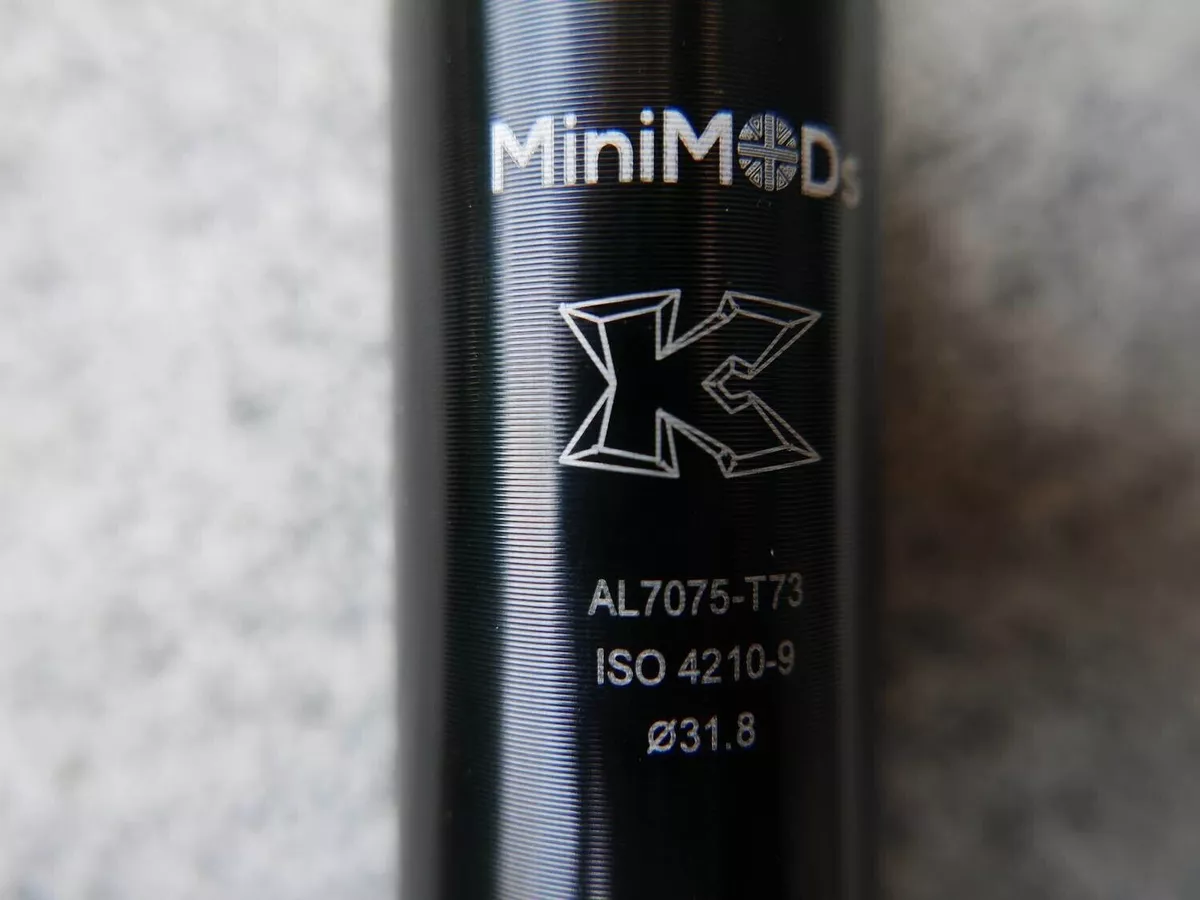 MiniMODs
K
AL7075-T73
ISO 4210-9
Ø31.8